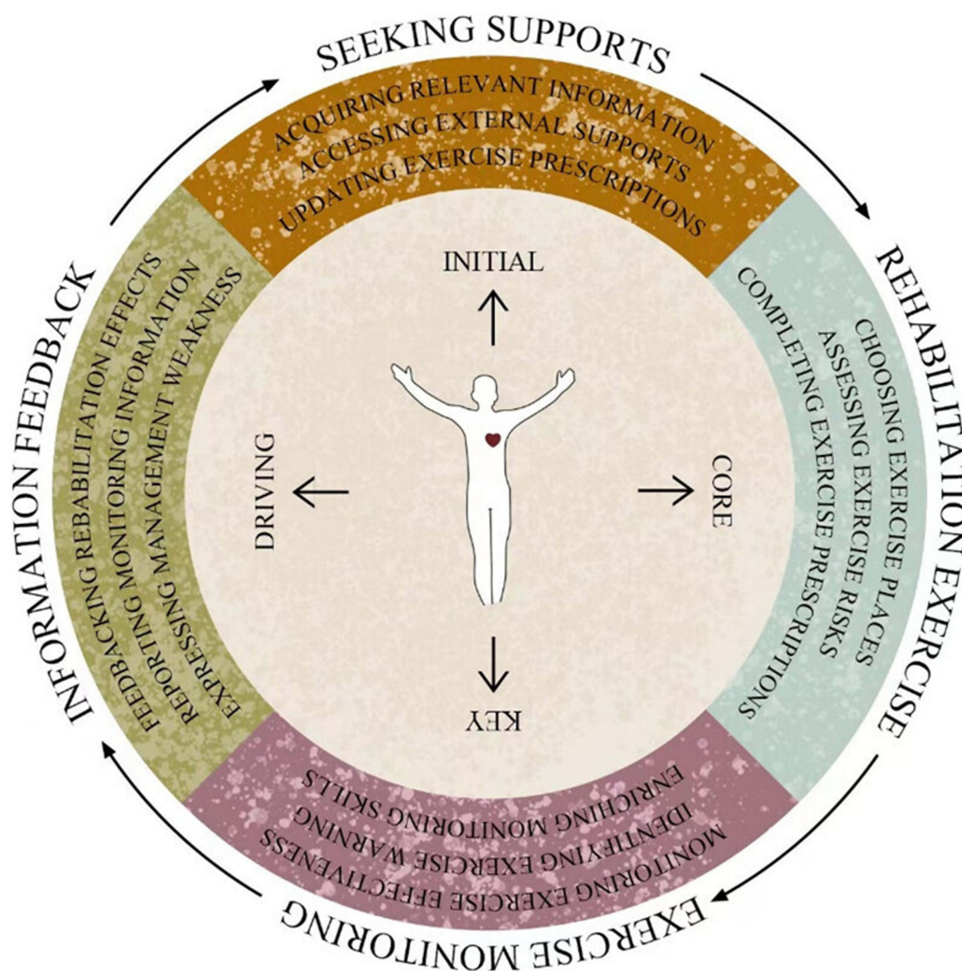 SEEKING SUPPORTS
ACQUIRING RELEVANT INFORMATION
ACCESSING EXTERNAL SUPPORTS
UPDATING EXERCISE PRESCRIPTIONS
REHABILITATION EXERCISE
CHOOSING EXERCISE PLACES
ASSESSING EXERCISE RISKS
COMPLETING EXERCISE PRESCRIPTIONS
EXERCISE MONITORING
MONITORING EXERCISE EFFECTIVENESS
IDENTIFYING EXERCISE WARNING
ENRICHING MONITORING SKILLS
INFORMATION FEEDBACK
FEEDBACKING REBABILITATION EFFECTS
REPORTING MONITORING INFORMATION
EXPRESSING MANAGEMENT WEAKNESS
INITIAL
CORE
KEY
DRIVING